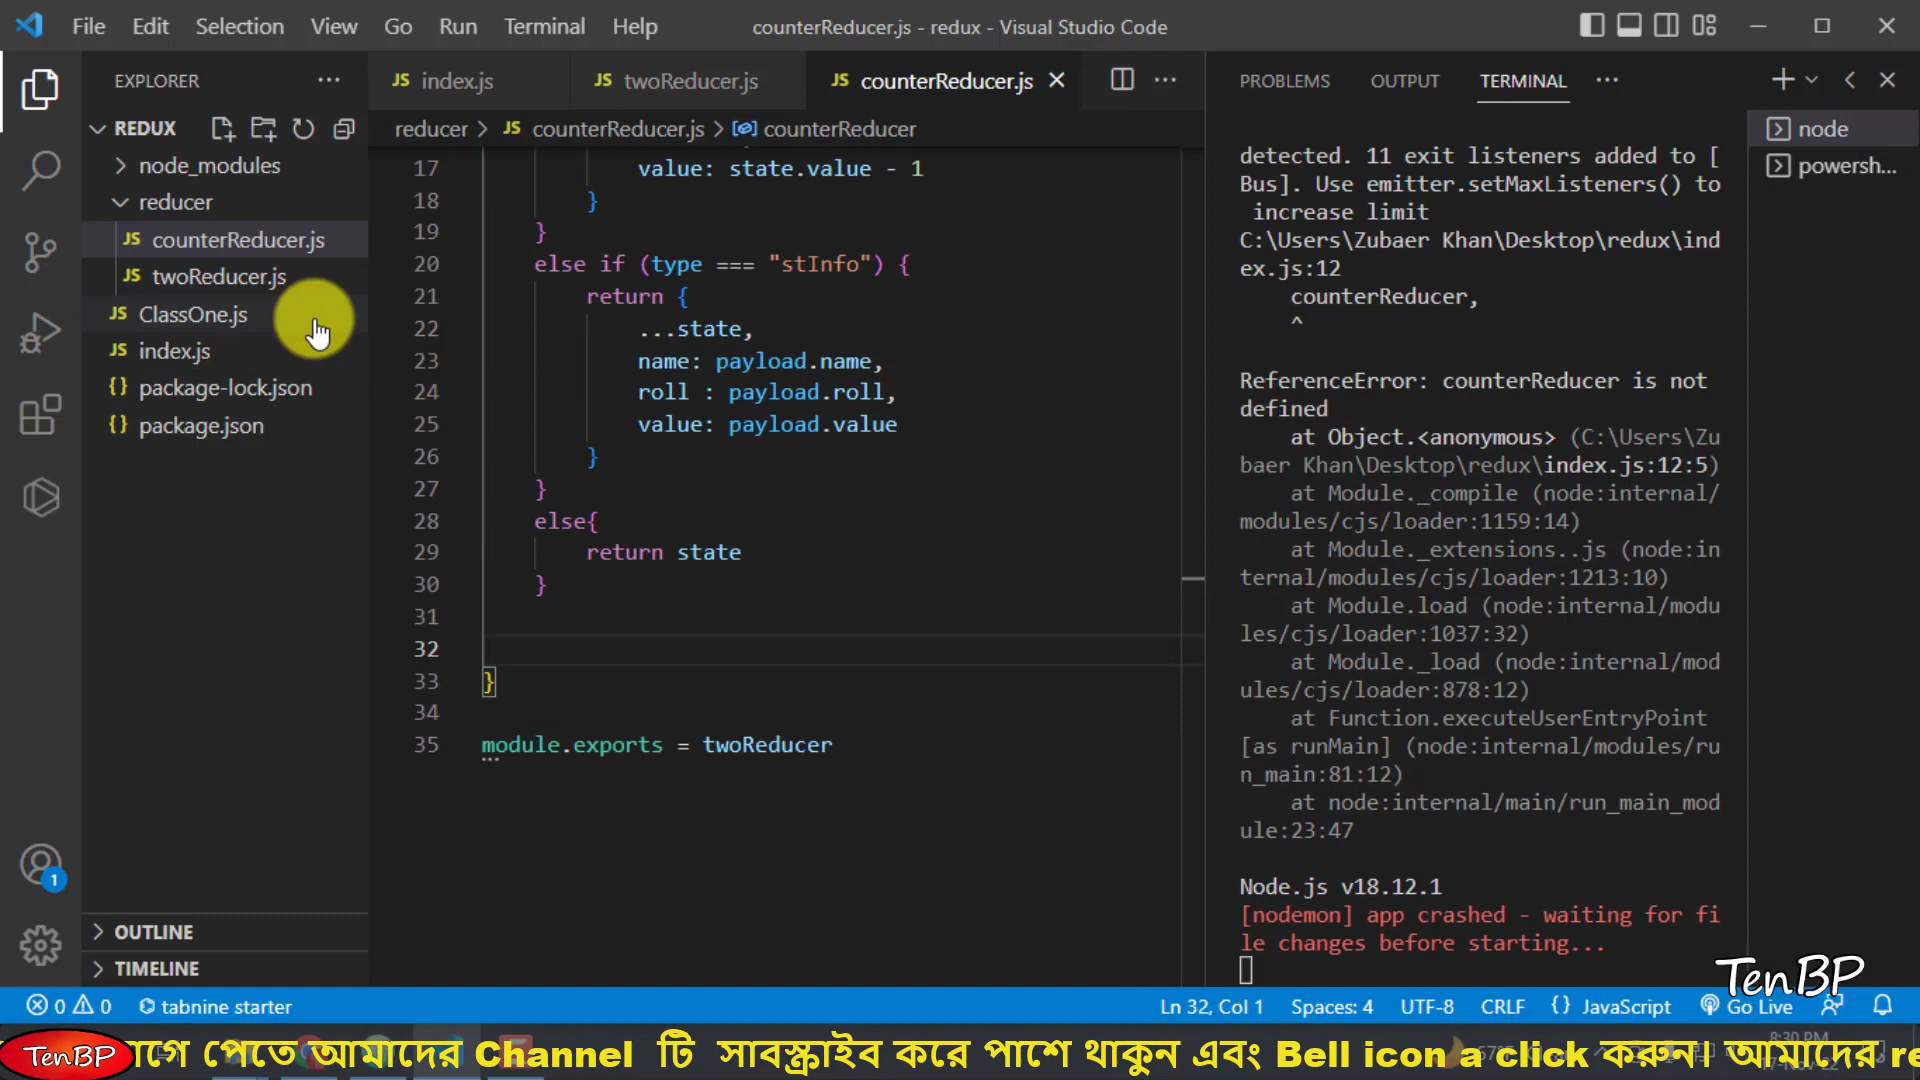 File Edit Selection View Go Run Terminal Help
counterReducer.js - redux - Visual Studio Code
EXPLORER
REDUX
node_modules
reducer
JS counterReducer.js
JS twoReducer.js
JS ClassOne.js
JS index.js
{} package-lock.json
{} package.json
OUTLINE
TIMELINE
JS index.js JS twoReducer.js JS counterReducer.js
reducer > JS counterReducer.js > counterReducer
17 value: state.value - 1
18 }
19 }
20 else if (type === "stInfo") {
21 return {
22 ...state,
23 name: payload.name,
24 roll : payload.roll,
25 value: payload.value
26 }
27 }
28 else{
29 return state
30 }
31
32
33 }
34
35 module.exports = twoReducer
PROBLEMS OUTPUT TERMINAL
node
powersh...
detected. 11 exit listeners added to [
Bus]. Use emitter.setMaxListeners() to
increase limit
C:\Users\Zubaer Khan\Desktop\redux\ind
ex.js:12
counterReducer,
^
ReferenceError: counterReducer is not
defined
at Object.<anonymous> (C:\Users\Zu
baer Khan\Desktop\redux\index.js:12:5)
at Module._compile (node:internal/
modules/cjs/loader:1159:14)
at Module._extensions..js (node:in
ternal/modules/cjs/loader:1213:10)
at Module.load (node:internal/modu
les/cjs/loader:1037:32)
at Module._load (node:internal/mod
ules/cjs/loader:878:12)
at Function.executeUserEntryPoint
[as runMain] (node:internal/modules/ru
n_main:81:12)
at node:internal/main/run_main_mod
ule:23:47
Node.js v18.12.1
[nodemon] app crashed - waiting for fi
le changes before starting...
TenBP
1
0 0 tabnine starter Ln 32, Col 1 Spaces: 4 UTF-8 CRLF {} JavaScript Go Live
8:30 PM
TenBP াগে পেতে আমাদের Channel টি সাবস্ক্রাইব করে পাশে থাকুন এবং Bell icon a click করুন। আমাদের re